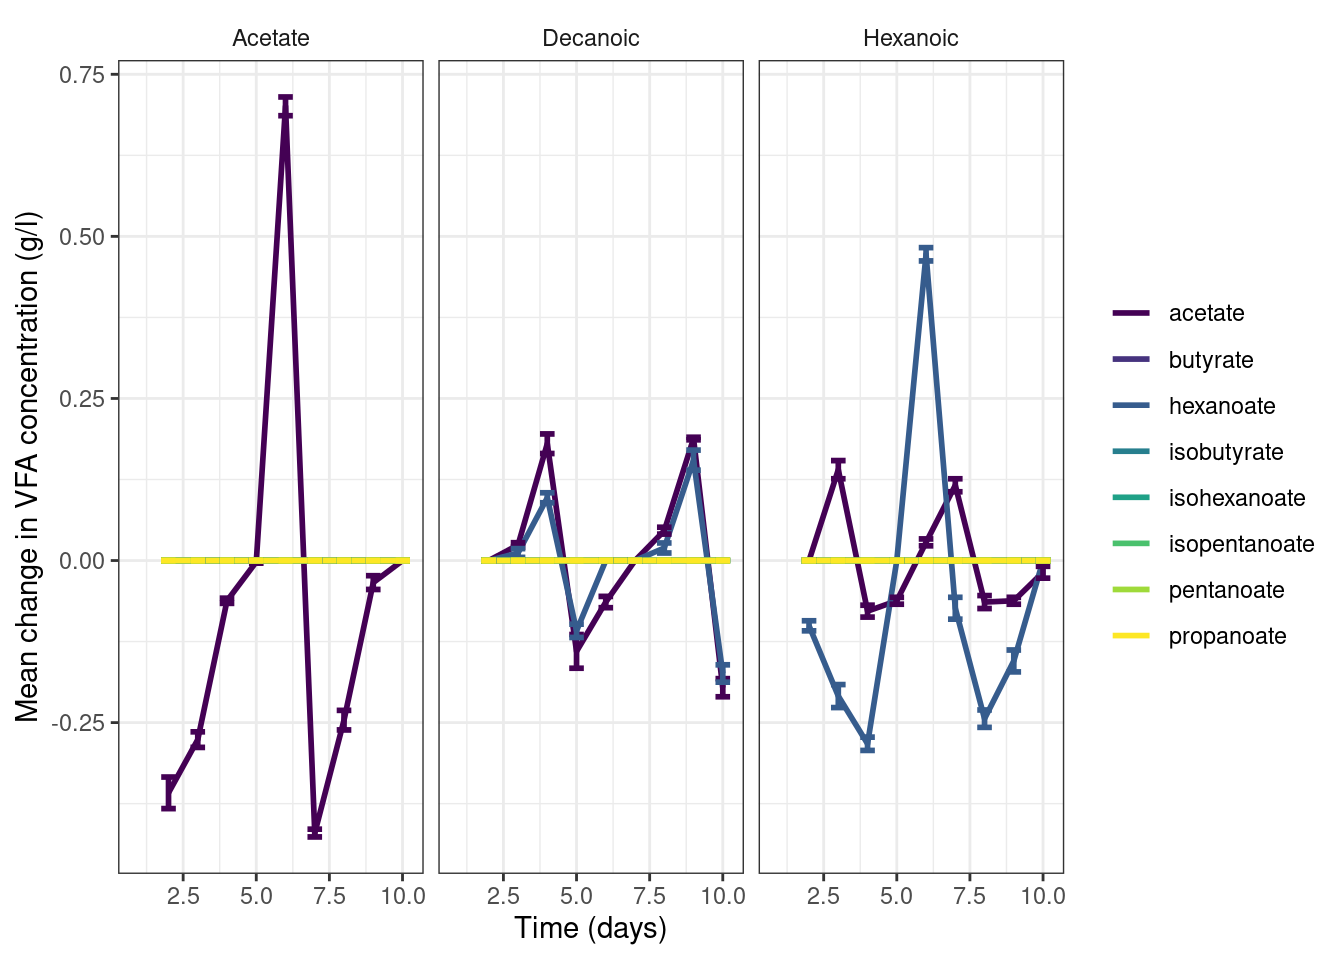 Acetate Decanoic Hexanoic
0.75
0.50
0.25
0.00
-0.25
Mean change in VFA concentration (g/l)
2.5 5.0 7.5 10.0 2.5 5.0 7.5 10.0 2.5 5.0 7.5 10.0
Time (days)
acetate
butyrate
hexanoate
isobutyrate
isohexanoate
isopentanoate
pentanoate
propanoate